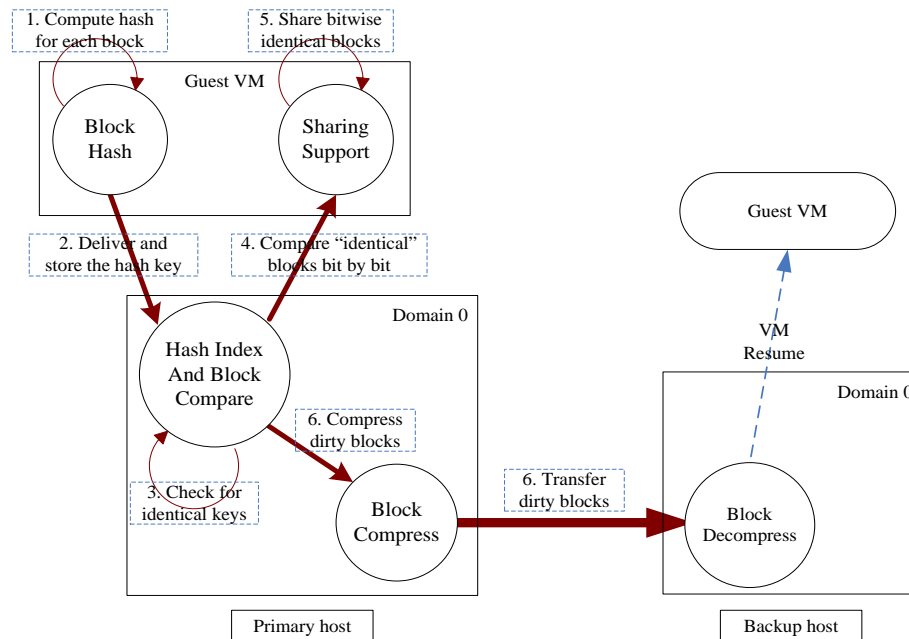 1. Compute hash
for each block
5. Share bitwise
identical blocks
Guest VM
Block
Hash
Sharing
Support
Guest VM
2. Deliver and
store the hash key
4. Compare “identical”
blocks bit by bit
Domain 0
Hash Index
And Block
Compare
VM
Resume
Domain 0
6. Compress
dirty blocks
3. Check for
identical keys
Block
Compress
6. Transfer
dirty blocks
Block
Decompress
Primary host
Backup host